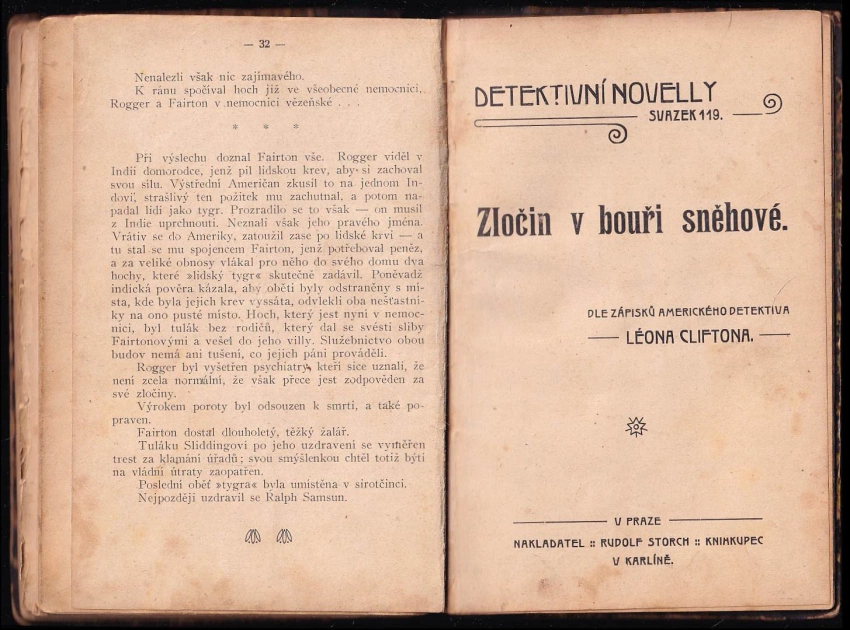 — 32 —
Nenalezli však nic zajímavého.
K ránu spočíval hoch již ve všeobecné nemocnici,
Rogger a Fairton v nemocnici vězeňské . . .
* * *
Při výslechu doznal Fairton vše. Rogger viděl v
Indii domorodce, jenž pil lidskou krev, aby si zachoval
svou sílu. Výstřední Američan zkusil to na jednom In-
dovi, strašlivý ten požitek mu zachutnal, a potom na-
padal lidi jako tygr. Prozradilo se to však — on musil
z Indie uprchnouti. Neznali však jeho pravého jména.
Vrátiv se do Ameriky, zatoužil zase po lidské krvi — a
tu stal se mu spojencem Fairton, jenž potřeboval peněz,
a za veliké obnosy vlákal pro něho do svého domu dva
hochy, které »lidský tygr« skutečně zadávil. Poněvadž
indická pověra kázala, aby oběti byly odstraněny s mí-
sta, kde byla jejich krev vyssáta, odvlekli oba nešťastní-
ky na ono pusté místo. Hoch, který jest nyní v nemoc-
nici, byl tulák bez rodičů, který dal se svésti sliby
Fairtonovými a vešel do jeho villy. Služebnictvo obou
budov nemá ani tušení, co jejich páni prováděli.
Rogger byl vyšetřen psychiatry, kteří sice uznali, že
není zcela normální, že však přece jest zodpověden za
své zločiny.
Výrokem poroty byl odsouzen k smrti, a také po-
praven.
Fairton dostal dlouholetý, těžký žalář.
Tuláku Sliddingovi po jeho uzdravení se vyměřen
trest za klamání úřadů; svou smyšlenkou chtěl totiž býti
na vládní útraty zaopatřen.
Poslední oběť »tygra« byla umístěna v sirotčinci.
Nejpozději uzdravil se Ralph Samsun.
DETEKTIVNÍ NOVELLY
SVAZEK 119.
Zločin v bouři sněhové.
DLE ZÁPISKŮ AMERICKÉHO DETEKTIVA
LÉONA CLIFTONA.
V PRAZE
NAKLADATEL :: RUDOLF STORCH :: KNIHKUPEC
V KARLÍNĚ.